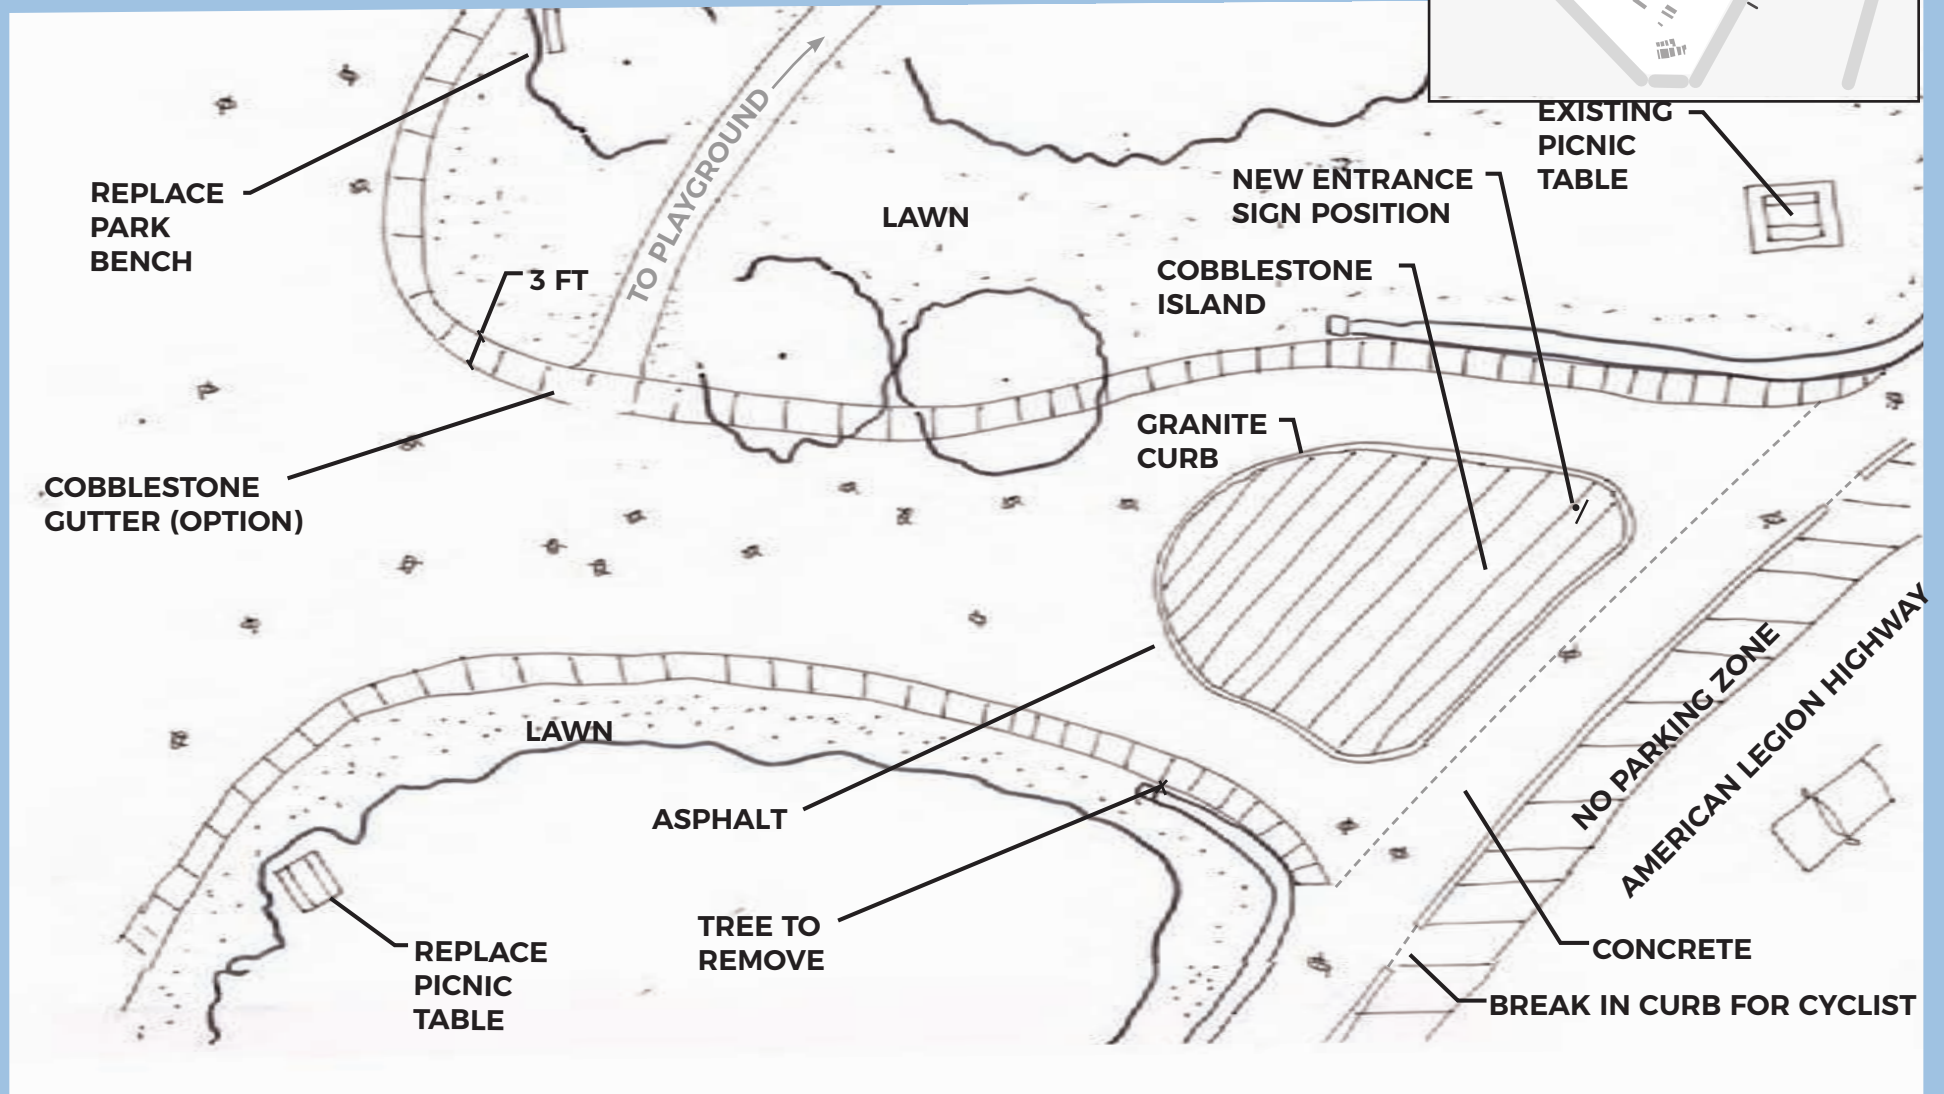 TO PLAYGROUND
EXISTING
PICNIC
TABLE
REPLACE
PARK
BENCH
NEW ENTRANCE
SIGN POSITION
LAWN
3 FT
COBBLESTONE
ISLAND
GRANITE
CURB
COBBLESTONE
GUTTER (OPTION)
LAWN
ASPHALT
NO PARKING ZONE
AMERICAN LEGION HIGHWAY
TREE TO
REMOVE
REPLACE
PICNIC
TABLE
CONCRETE
BREAK IN CURB FOR CYCLIST